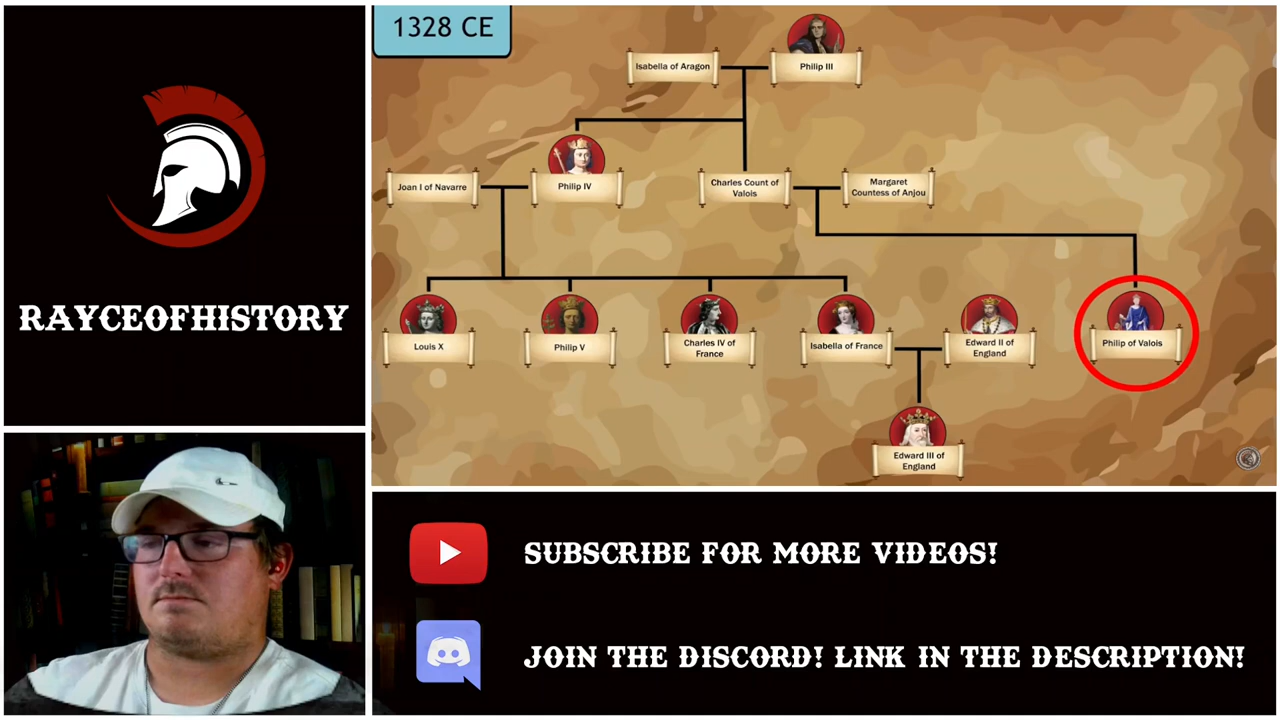 1328 CE
Isabella of Aragon
Philip III
Joan I of Navarre
Philip IV
Charles Count of
Valois
Margaret
Countess of Anjou
RAYCEOFHISTORY
Louis X
Philip V
Charles IV of
France
Isabella of France
Edward II of
England
Philip of Valois
Edward III of
England
SUBSCRIBE FOR MORE VIDEOS!
JOIN THE DISCORD! LINK IN THE DESCRIPTION!